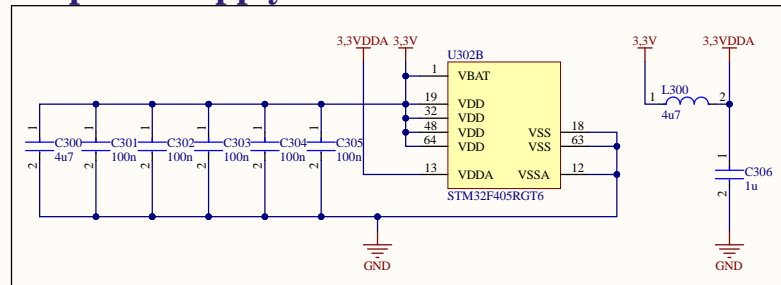 3,3VDDA 3,3V
U302B
3,3V 3,3VDDA
1 VBAT
L300
1 2
4u7
19 VDD
32 VDD
48 VDD VSS 18
64 VDD VSS 63
13 VDDA VSSA 12
STM32F405RGT6
1 C300 2 4u7
1 C301 2 100n
1 C302 2 100n
1 C303 2 100n
1 C304 2 100n
1 C305 2 100n
1 C306 2 1u
GND
GND